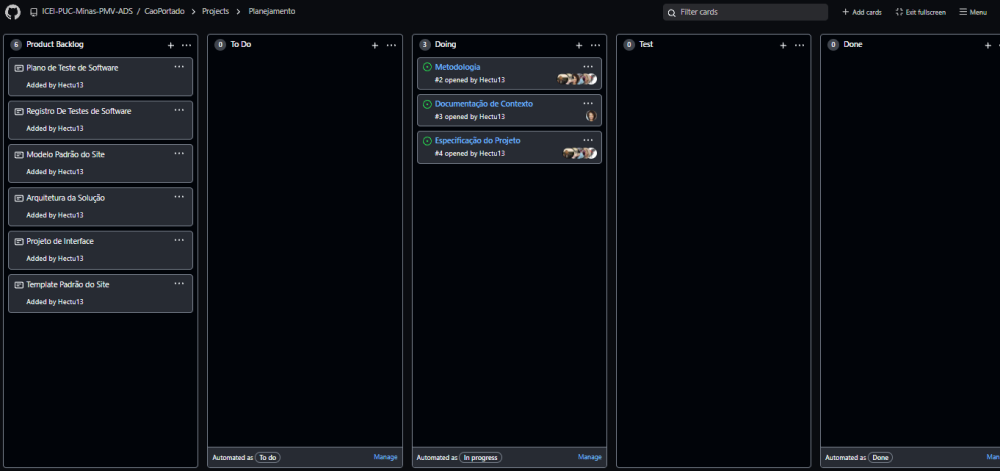 ICEI-PUC-Minas-PMV-ADS / CaoPortado > Projects > Planejamento
Filter cards
+ Add cards
Exit fullscreen
Menu
6 Product Backlog
Plano de Teste de Software
Added by Hectu13
Registro De Testes de Software
Added by Hectu13
Modelo Padrão do Site
Added by Hectu13
Arquitetura da Solução
Added by Hectu13
Projeto de Interface
Added by Hectu13
Template Padrão do Site
Added by Hectu13
0 To Do
Automated as To do Manage
3 Doing
Metodologia
#2 opened by Hectu13
Documentação de Contexto
#3 opened by Hectu13
Especificação do Projeto
#4 opened by Hectu13
Automated as In progress Manage
0 Test
0 Done
Automated as Done Man